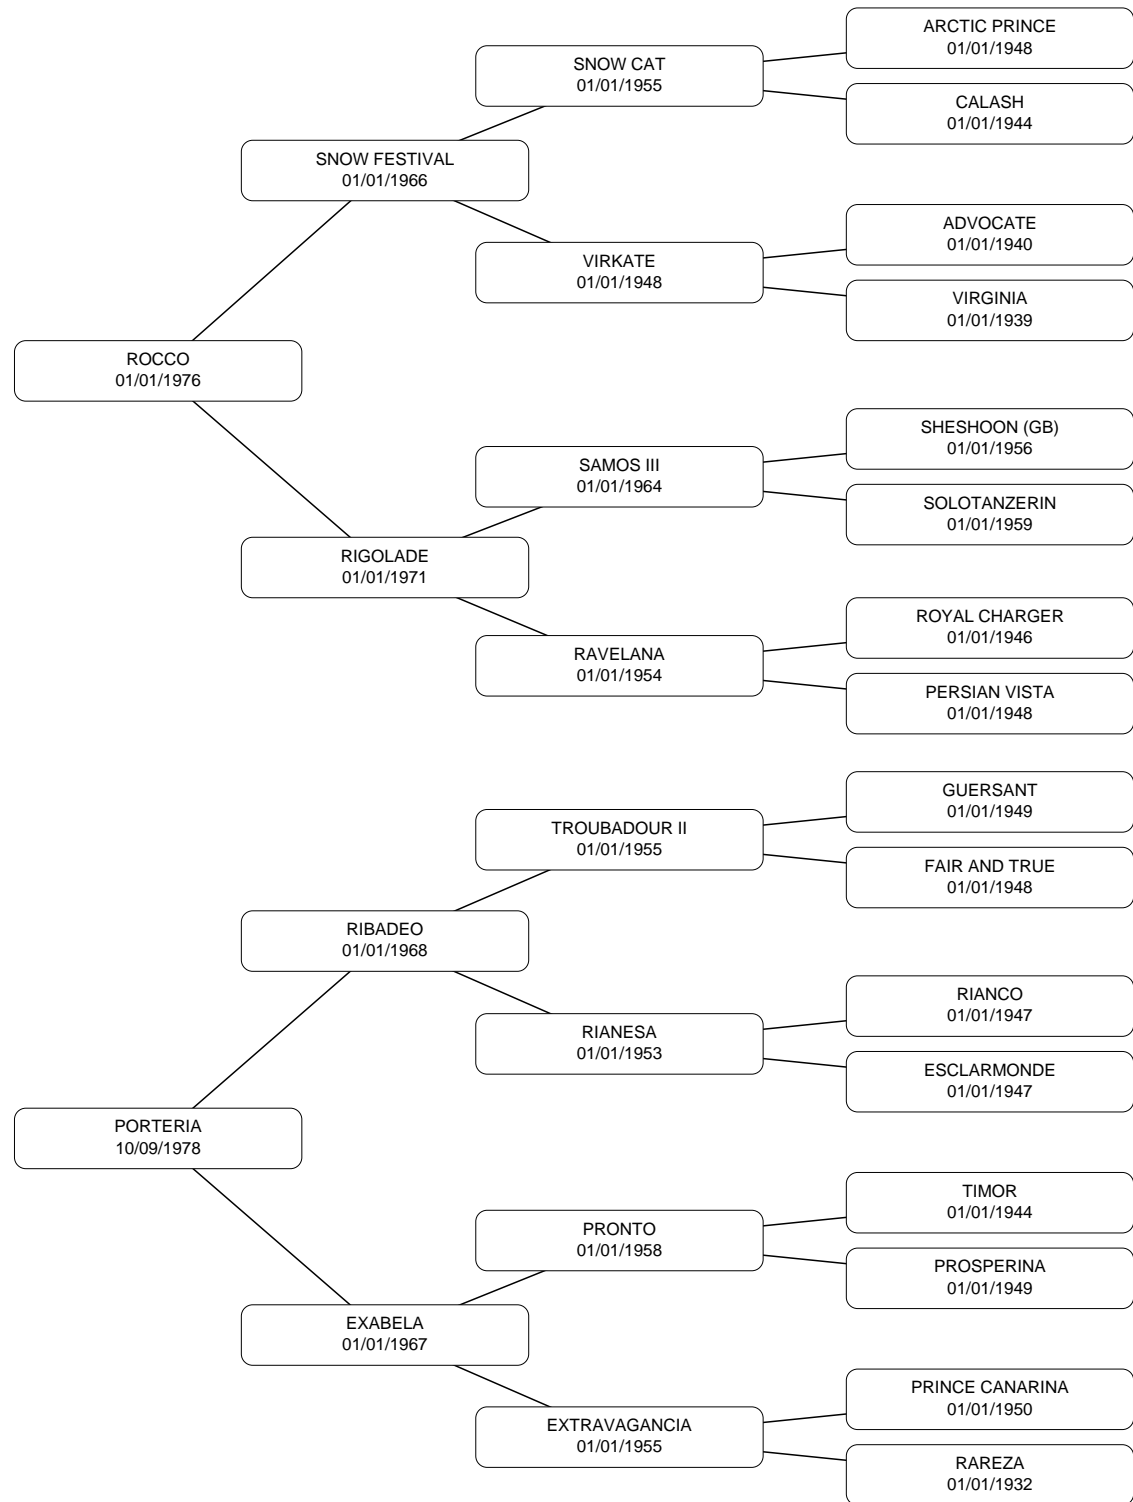 ARCTIC PRINCE
01/01/1948
SNOW CAT
01/01/1955
CALASH
01/01/1944
SNOW FESTIVAL
01/01/1966
ADVOCATE
01/01/1940
VIRKATE
01/01/1948
VIRGINIA
01/01/1939
ROCCO
01/01/1976
SHESHOON (GB)
01/01/1956
SAMOS III
01/01/1964
SOLOTANZERIN
01/01/1959
RIGOLADE
01/01/1971
ROYAL CHARGER
01/01/1946
RAVELANA
01/01/1954
PERSIAN VISTA
01/01/1948
GUERSANT
01/01/1949
TROUBADOUR II
01/01/1955
FAIR AND TRUE
01/01/1948
RIBADEO
01/01/1968
RIANCO
01/01/1947
RIANESA
01/01/1953
ESCLARMONDE
01/01/1947
PORTERIA
10/09/1978
TIMOR
01/01/1944
PRONTO
01/01/1958
PROSPERINA
01/01/1949
EXABELA
01/01/1967
PRINCE CANARINA
01/01/1950
EXTRAVAGANCIA
01/01/1955
RAREZA
01/01/1932